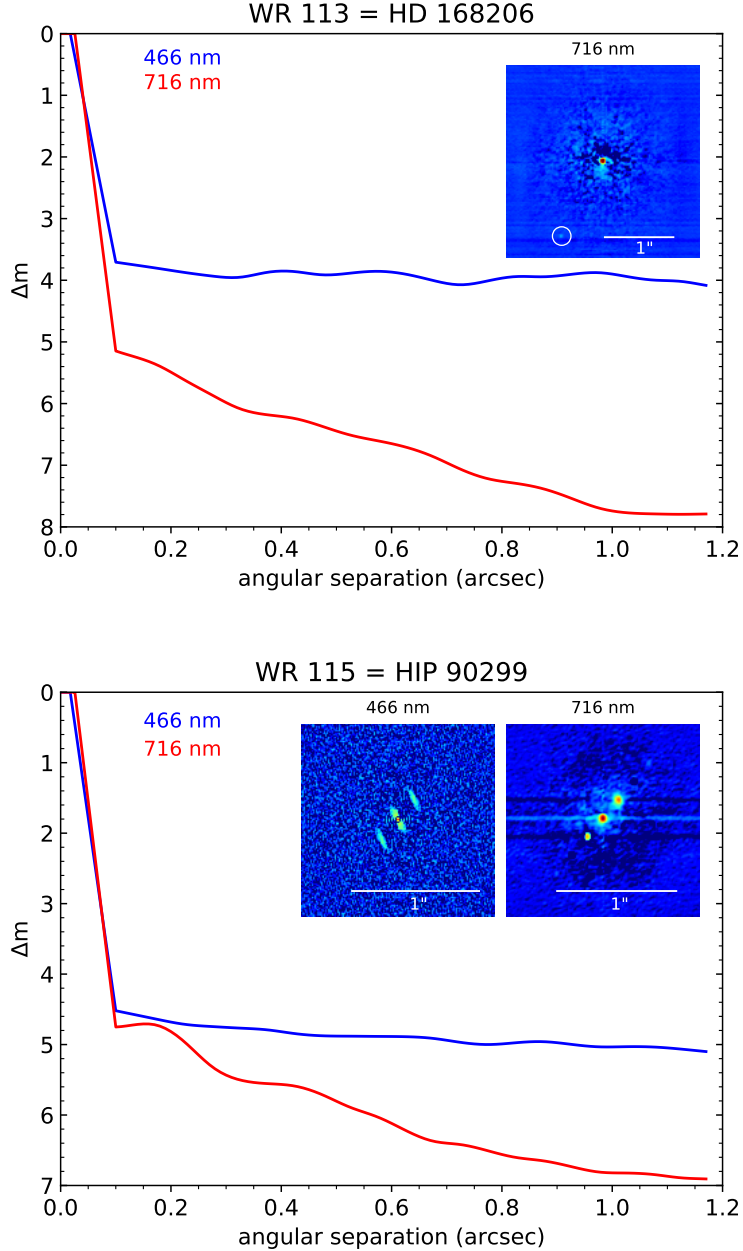 WR 113 = HD 168206
466 nm
716 nm
716 nm
1"
0
1
2
3
4
5
6
7
8
Δm
0.0 0.2 0.4 0.6 0.8 1.0 1.2
angular separation (arcsec)
WR 115 = HIP 90299
466 nm
716 nm
466 nm
716 nm
1"
1"
0
1
2
3
4
5
6
7
Δm
0.0 0.2 0.4 0.6 0.8 1.0 1.2
angular separation (arcsec)